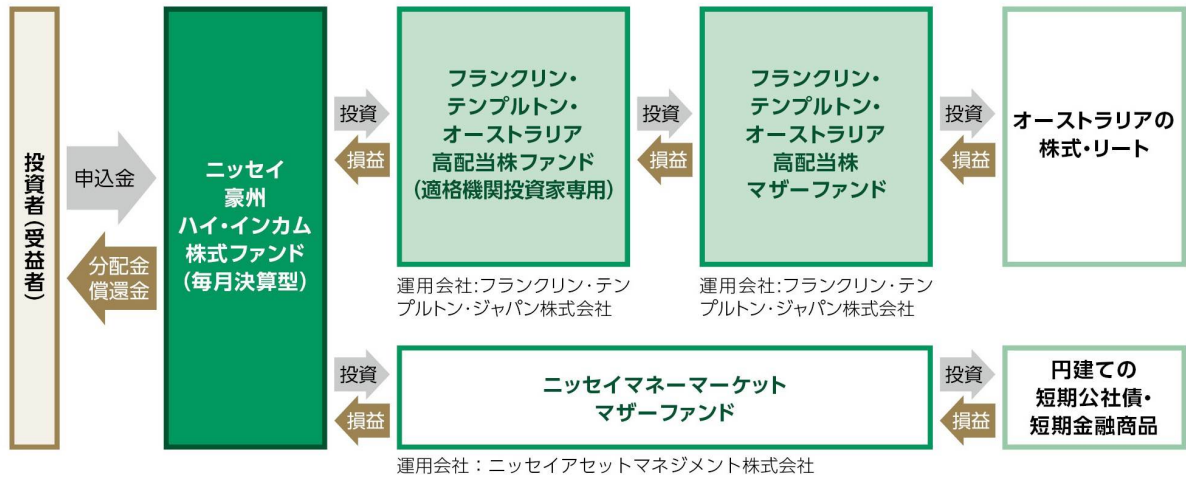 投資者(受益者)
申込金
分配金
償還金
ニッセイ
豪州
ハイ・インカム
株式ファンド
(毎月決算型)
投資
損益
フランクリン・
テンプルトン・
オーストラリア
高配当株ファンド
(適格機関投資家専用)
運用会社:フランクリン・テン
プルトン・ジャパン株式会社
投資
損益
フランクリン・
テンプルトン・
オーストラリア
高配当株
マザーファンド
運用会社:フランクリン・テン
プルトン・ジャパン株式会社
投資
損益
オーストラリアの
株式・リート
投資
損益
ニッセイマネーマーケット
マザーファンド
運用会社：ニッセイアセットマネジメント株式会社
投資
損益
円建ての
短期公社債・
短期金融商品